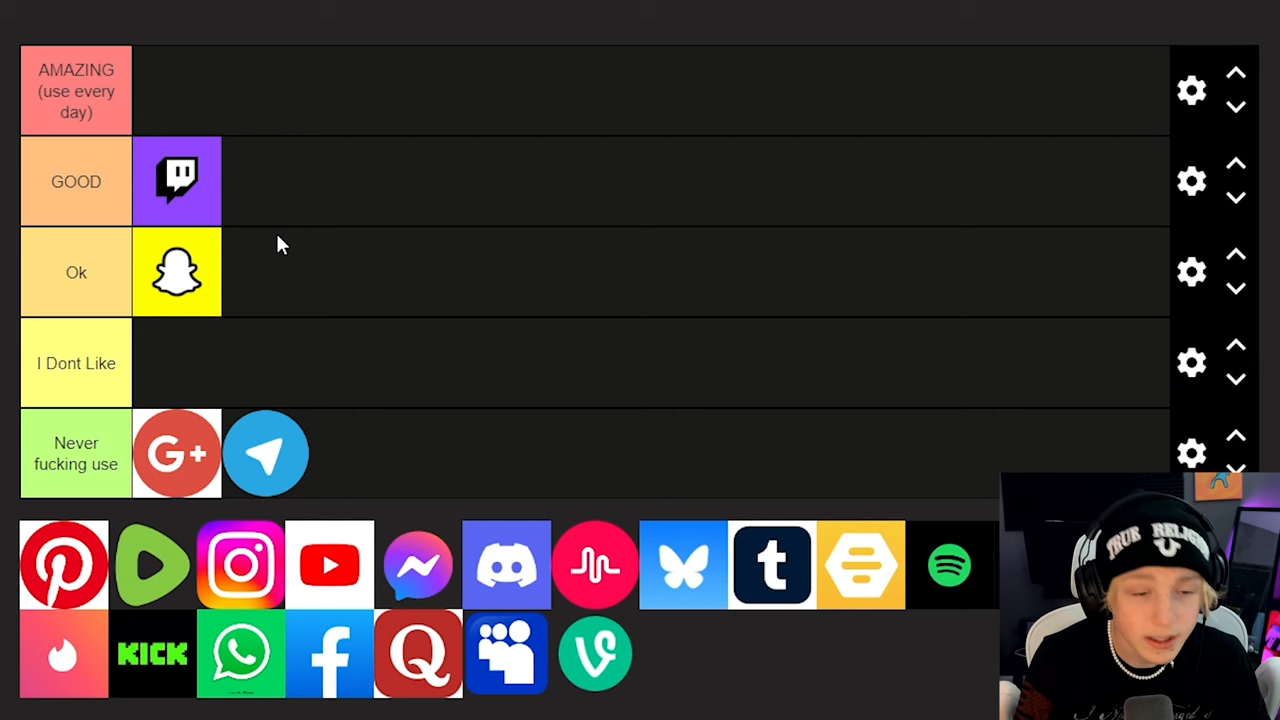 AMAZING
(use every
day)
GOOD
Ok
I Dont Like
Never
fucking use
G+
t
KICK
f
Q
TRUE RELIGION